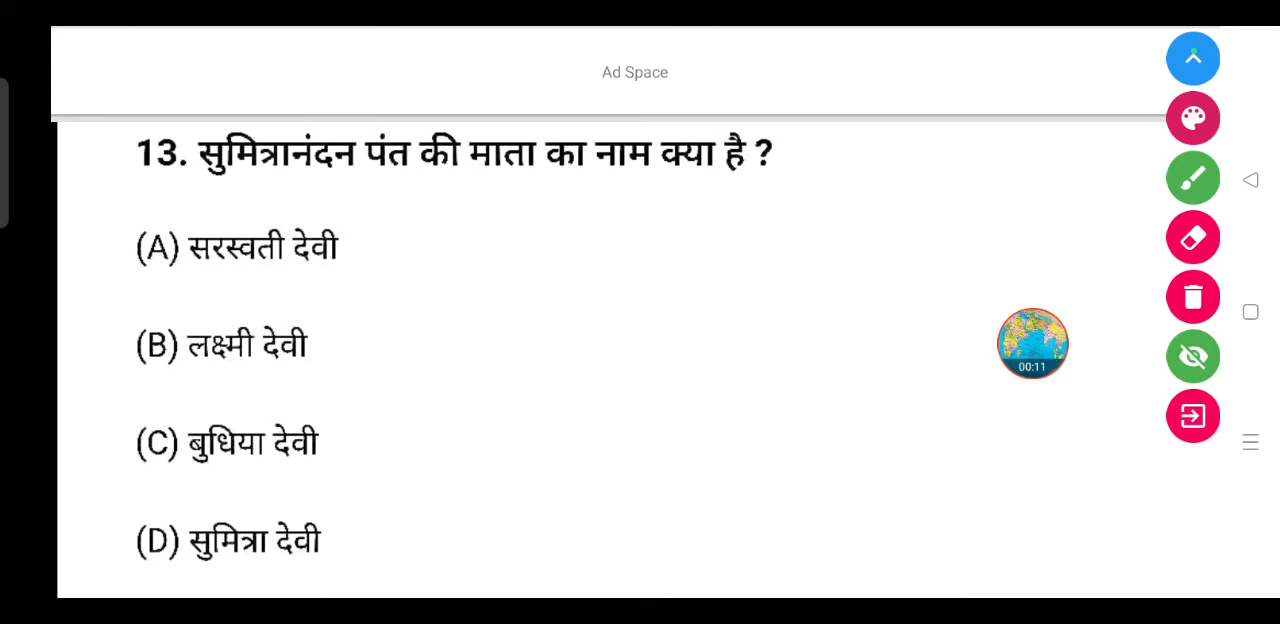 Ad Space
13. सुमित्रानंदन पंत की माता का नाम क्या है ?
(A) सरस्वती देवी
(B) लक्ष्मी देवी
00:11
(C) बुधिया देवी
(D) सुमित्रा देवी